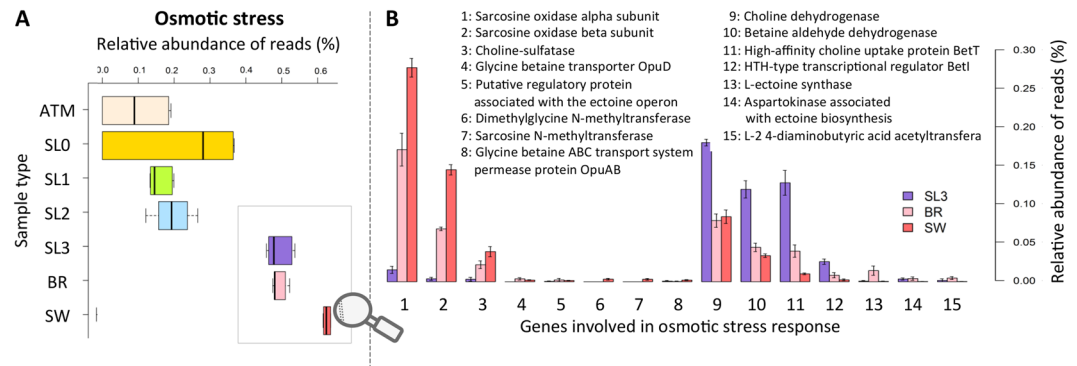 A
Osmotic stress
Relative abundance of reads (%)
0.0 0.1 0.2 0.3 0.4 0.5 0.6
Sample type
ATM
SL0
SL1
SL2
SL3
BR
SW
B
1: Sarcosine oxidase alpha subunit
2: Sarcosine oxidase beta subunit
3: Choline-sulfatase
4: Glycine betaine transporter OpuD
5: Putative regulatory protein
associated with the ectoine operon
6: Dimethylglycine N-methyltransferase
7: Sarcosine N-methyltransferase
8: Glycine betaine ABC transport system
permease protein OpuAB
9: Choline dehydrogenase
10: Betaine aldehyde dehydrogenase
11: High-affinity choline uptake protein BetT
12: HTH-type transcriptional regulator BetI
13: L-ectoine synthase
14: Aspartokinase associated
with ectoine biosynthesis
15: L-2 4-diaminobutyric acid acetyltransfera
SL3
BR
SW
0.30
0.20
0.15
0.10
0.05
0.00
Relative abundance of reads (%)
1 2 3 4 5 6 7 8 9 10 11 12 13 14 15
Genes involved in osmotic stress response